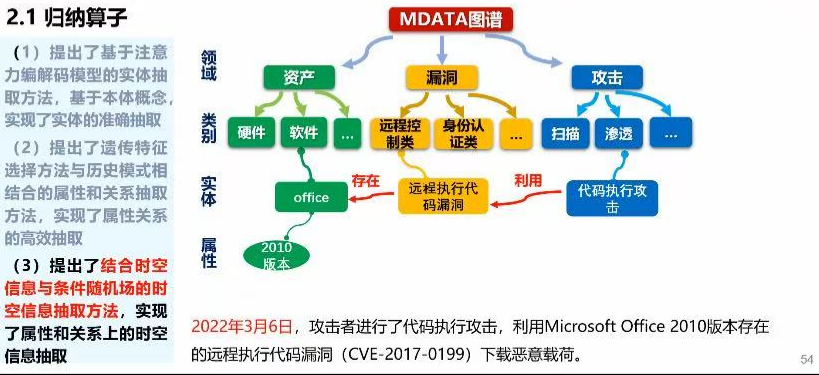 2.1 归纳算子
（1）提出了基于注意
力编解码模型的实体抽
取方法，基于本体概念，
实现了实体的准确抽取
（2）提出了遗传特征
选择方法与历史模式相
结合的属性和关系抽取
方法，实现了属性关系
的高效抽取
（3）提出了结合时空
信息与条件随机场的时
空信息抽取方法，实现
了属性和关系上的时空
信息抽取
MDATA图谱
领域
资产
漏洞
攻击
类别
硬件
软件
...
远程控
制类
身份认
证类
...
扫描
渗透
...
实体
office
存在
远程执行代
码漏洞
利用
代码执行攻
击
属性
2010
版本
2022年3月6日，攻击者进行了代码执行攻击，利用Microsoft Office 2010版本存在
的远程执行代码漏洞（CVE-2017-0199）下载恶意载荷。
54